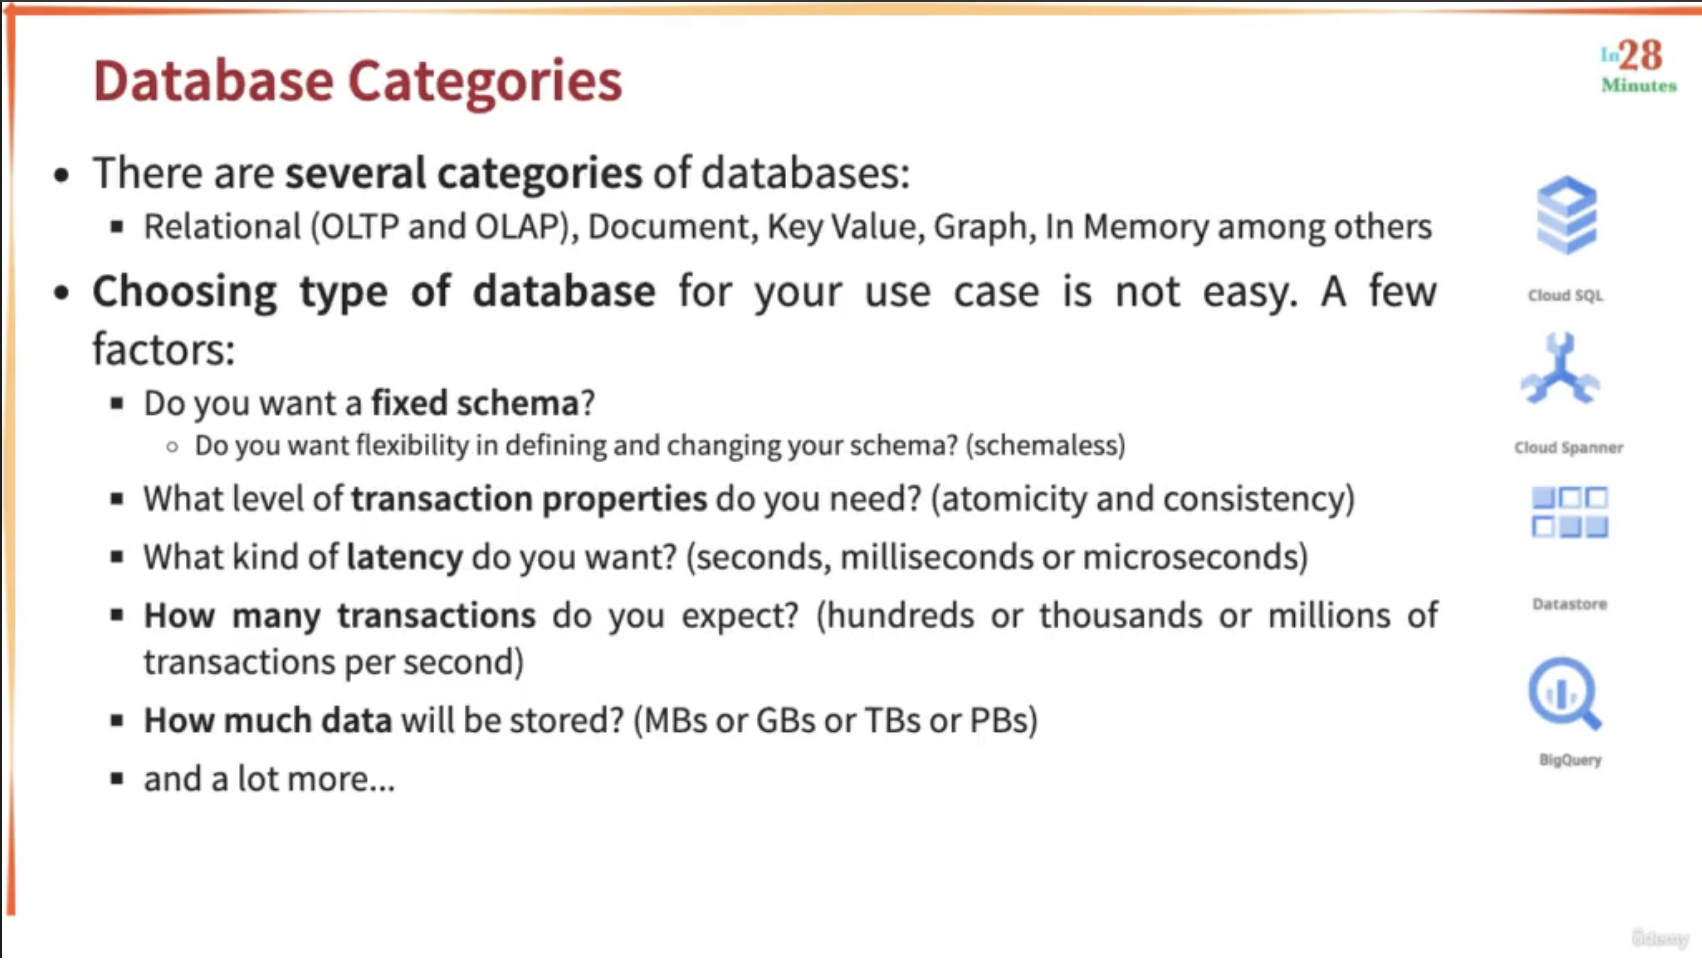 Database Categories
In28
Minutes
• There are several categories of databases:
▪ Relational (OLTP and OLAP), Document, Key Value, Graph, In Memory among others
• Choosing type of database for your use case is not easy. A few
factors:
▪ Do you want a fixed schema?
○ Do you want flexibility in defining and changing your schema? (schemaless)
▪ What level of transaction properties do you need? (atomicity and consistency)
▪ What kind of latency do you want? (seconds, milliseconds or microseconds)
▪ How many transactions do you expect? (hundreds or thousands or millions of
transactions per second)
▪ How much data will be stored? (MBs or GBs or TBs or PBs)
▪ and a lot more...
Cloud SQL
Cloud Spanner
Datastore
BigQuery
ûdemy